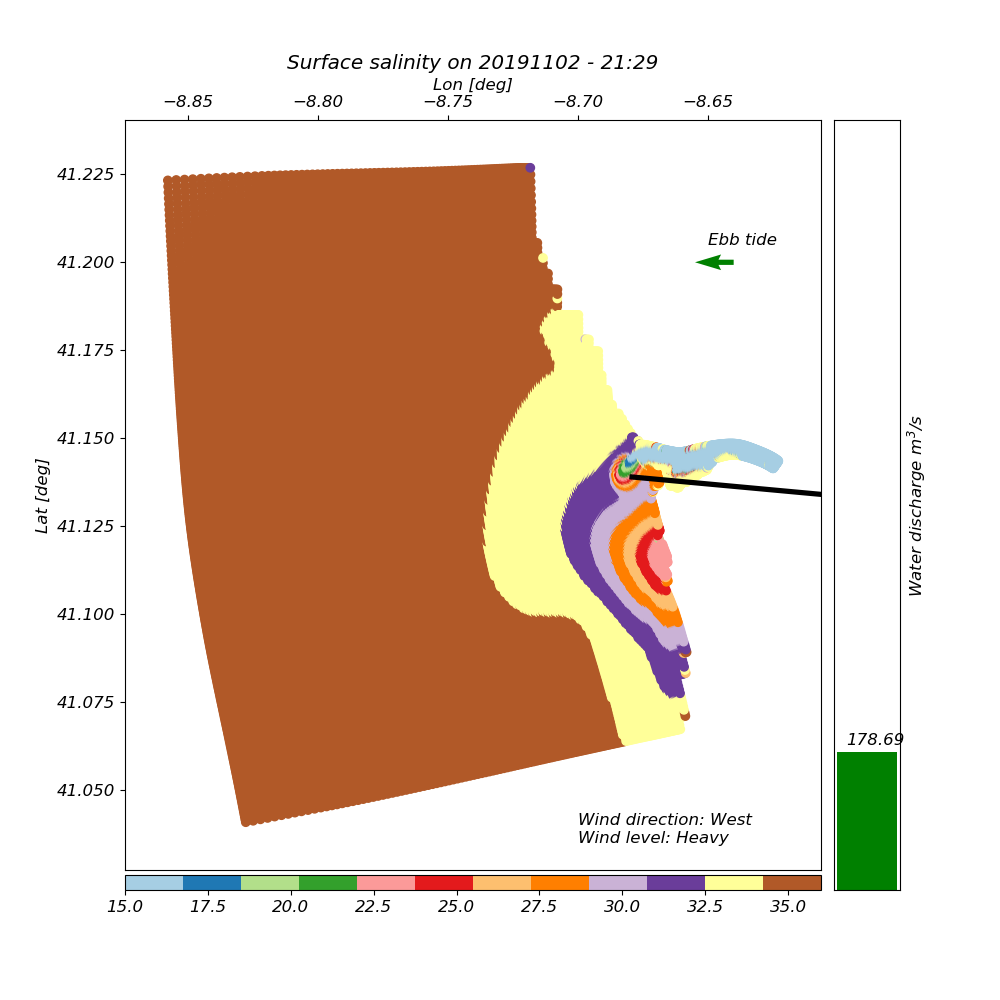 Surface salinity on 20191102 - 21:29
Lon [deg]
−8.85 −8.80 −8.75 −8.70 −8.65
41.225
41.200
41.175
41.150
41.125
41.100
41.075
41.050
Lat [deg]
Ebb tide
Wind direction: West
Wind level: Heavy
Water discharge m³/s
178.69
15.0 17.5 20.0 22.5 25.0 27.5 30.0 32.5 35.0